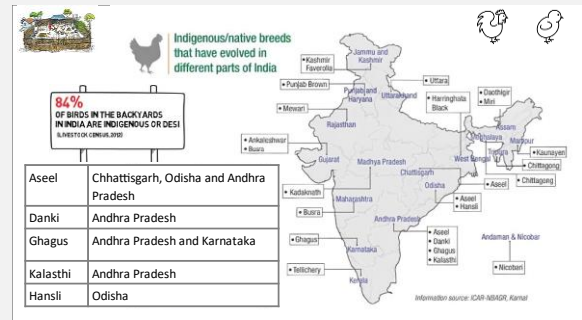 Indigenous/native breeds
that have evolved in
different parts of India
84%
OF BIRDS IN THE BACKYARDS
IN INDIA ARE INDIGENOUS OR DESI
(LIVESTOCK CENSUS, 2012)
Aseel Chhattisgarh, Odisha and Andhra
Pradesh
Danki Andhra Pradesh
Ghagus Andhra Pradesh and Karnataka
Kalasthi Andhra Pradesh
Hansli Odisha
• Kashmir
Faverolla
Jammu and
Kashmir
• Punjab Brown
Punjab and
Haryana
• Uttara
Uttarakhand
• Mewari
Rajasthan
• Harringhata
Black
• Daothigir
• Miri
Assam
Meghalaya
Manipur
Tripura
• Kaunayen
• Chittagong
• Chittagong
• Ankaleshwar
• Busra
Gujarat
Madhya Pradesh
West Bengal
Chattisgarh
• Aseel
Odisha
• Aseel
• Hansli
• Kadaknath
Maharashtra
• Busra
Andhra Pradesh
• Aseel
• Danki
• Ghagus
• Kalasthi
• Ghagus
Karnataka
• Tellichery
Kerala
Andaman & Nicobar
• Nicobari
Information source: ICAR-NBAGR, Karnal